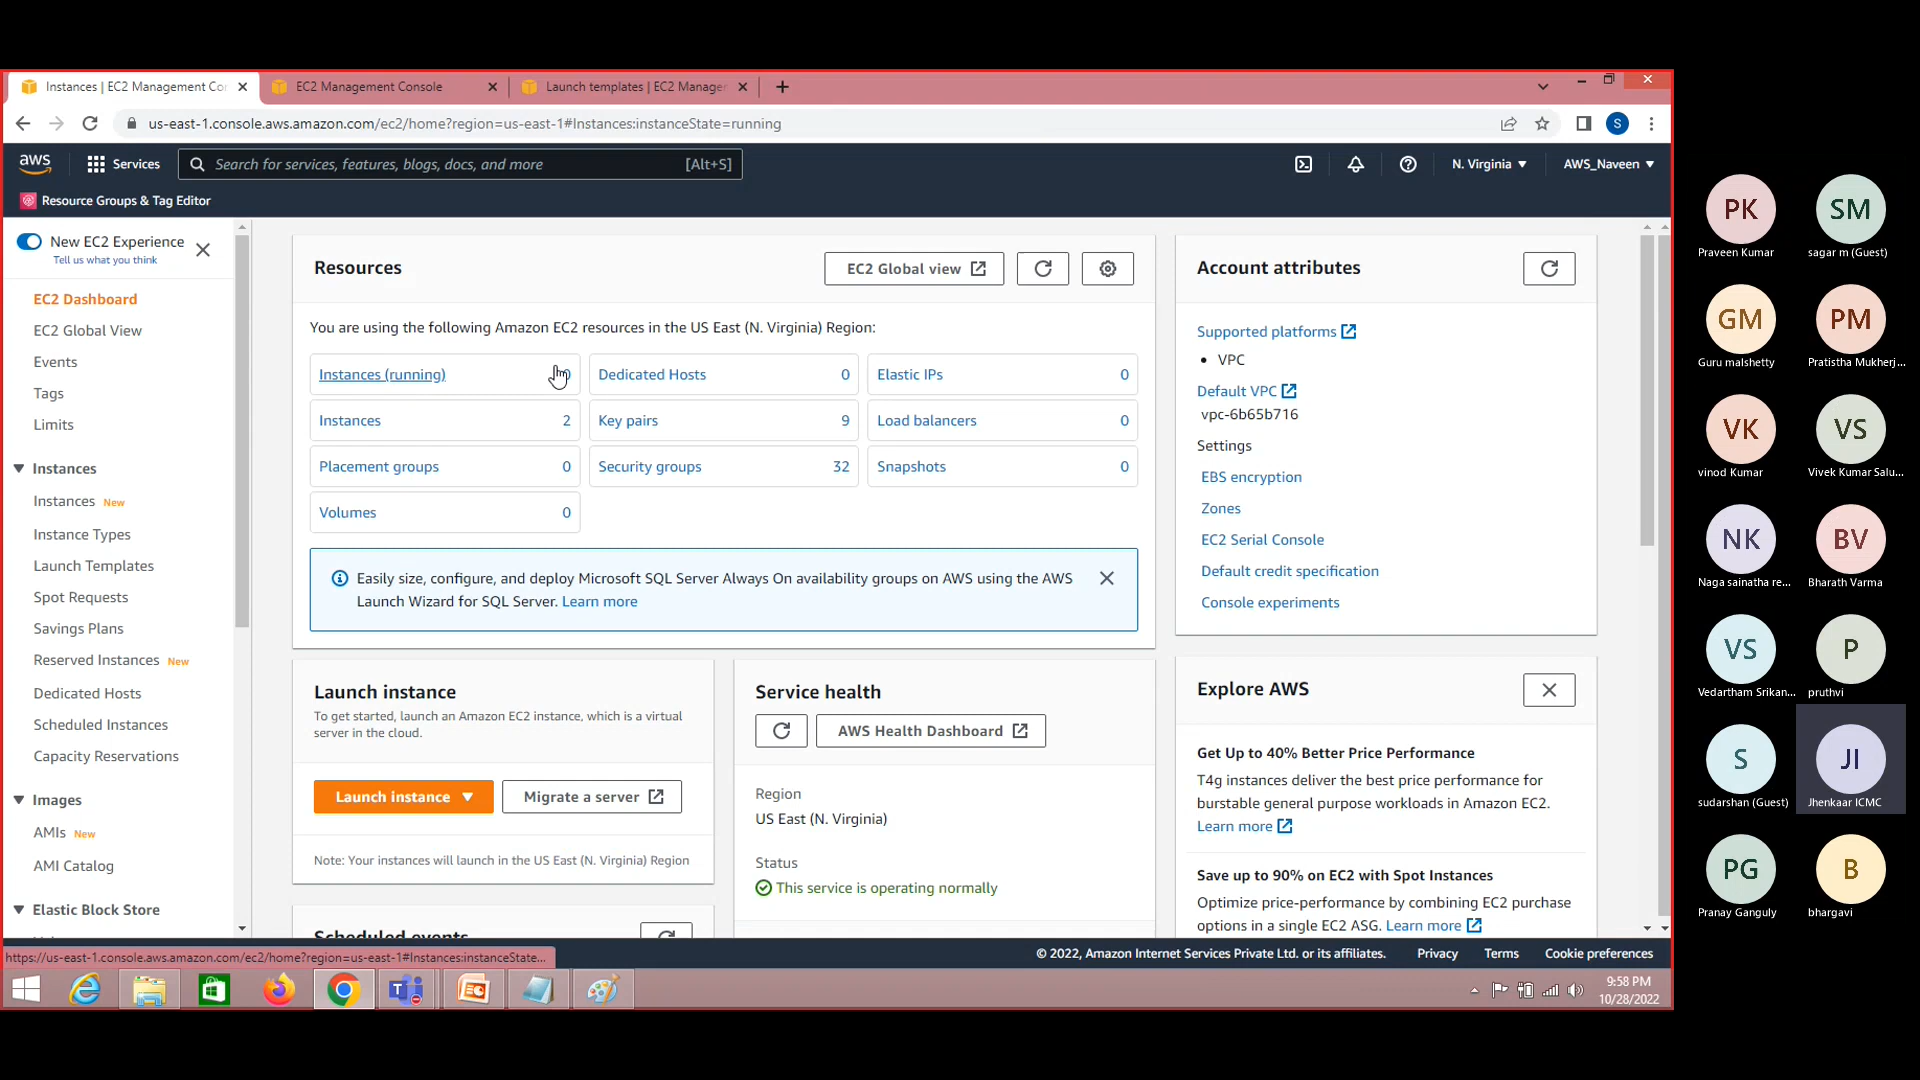 Instances | EC2 Management Co
EC2 Management Console
Launch templates | EC2 Manage
us-east-1.console.aws.amazon.com/ec2/home?region=us-east-1#Instances:instanceState=running
S
aws
Services
Search for services, features, blogs, docs, and more
[Alt+S]
N. Virginia
AWS_Naveen
Resource Groups & Tag Editor
New EC2 Experience
Tell us what you think
EC2 Dashboard
EC2 Global View
Events
Tags
Limits
Instances
Instances New
Instance Types
Launch Templates
Spot Requests
Savings Plans
Reserved Instances New
Dedicated Hosts
Scheduled Instances
Capacity Reservations
Images
AMIs New
AMI Catalog
Elastic Block Store
Resources
EC2 Global view
You are using the following Amazon EC2 resources in the US East (N. Virginia) Region:
Instances (running)
Dedicated Hosts 0
Elastic IPs 0
Instances 2
Key pairs 9
Load balancers 0
Placement groups 0
Security groups 32
Snapshots 0
Volumes 0
Easily size, configure, and deploy Microsoft SQL Server Always On availability groups on AWS using the AWS
Launch Wizard for SQL Server. Learn more
Launch instance
To get started, launch an Amazon EC2 instance, which is a virtual
server in the cloud.
Launch instance
Migrate a server
Note: Your instances will launch in the US East (N. Virginia) Region
Scheduled events
Service health
AWS Health Dashboard
Region
US East (N. Virginia)
Status
This service is operating normally
Account attributes
Supported platforms
• VPC
Default VPC
vpc-6b65b716
Settings
EBS encryption
Zones
EC2 Serial Console
Default credit specification
Console experiments
Explore AWS
Get Up to 40% Better Price Performance
T4g instances deliver the best price performance for
burstable general purpose workloads in Amazon EC2.
Learn more
Save up to 90% on EC2 with Spot Instances
Optimize price-performance by combining EC2 purchase
options in a single EC2 ASG. Learn more
https://us-east-1.console.aws.amazon.com/ec2/home?region=us-east-1#Instances:instanceState...
© 2022, Amazon Internet Services Private Ltd. or its affiliates.
Privacy
Terms
Cookie preferences
9:58 PM
10/28/2022
PK
Praveen Kumar
SM
sagar m (Guest)
GM
Guru malshetty
PM
Pratistha Mukherj...
VK
vinod Kumar
VS
Vivek Kumar Salu...
NK
Naga sainatha re...
BV
Bharath Varma
VS
Vedartham Srikan...
P
pruthvi
S
sudarshan (Guest)
JI
Jhenkaar ICMC
PG
Pranay Ganguly
B
bhargavi